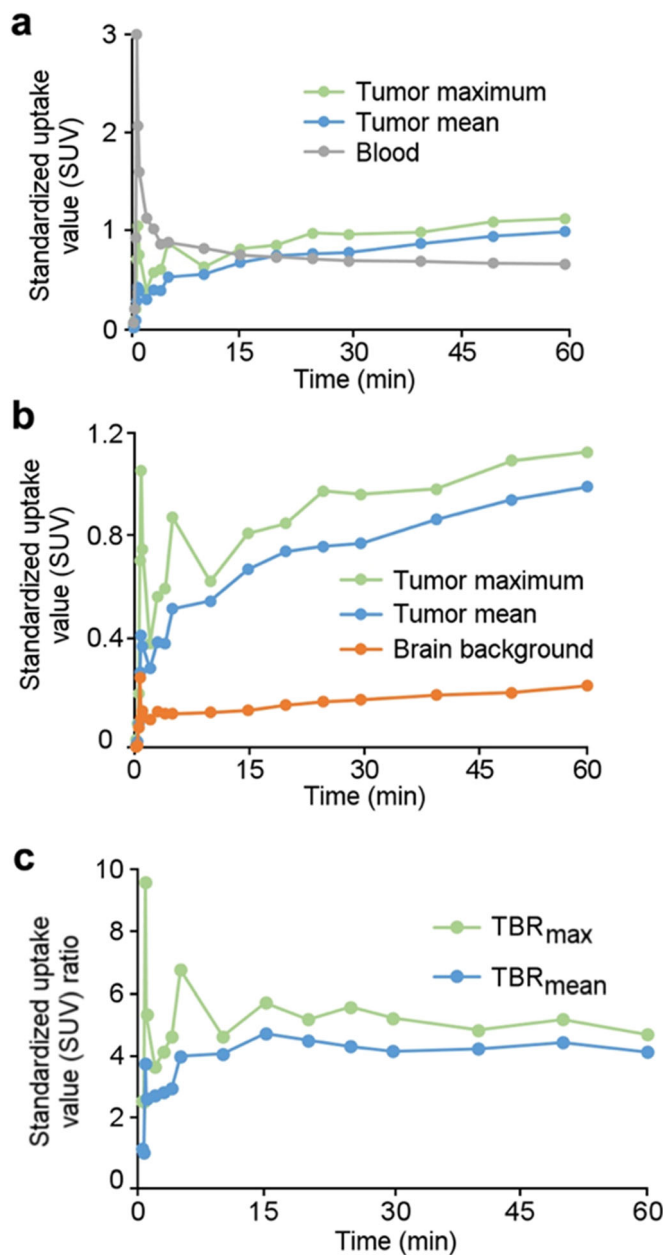 a
3
2
1
0
Standardized uptake
value (SUV)
Tumor maximum
Tumor mean
Blood
0 15 30 45 60
Time (min)
b
1.2
0.8
0.4
0
Standardized uptake
value (SUV)
Tumor maximum
Tumor mean
Brain background
0 15 30 45 60
Time (min)
c
10
8
6
4
2
0
Standardized uptake
value (SUV) ratio
TBRmax
TBRmean
0 15 30 45 60
Time (min)